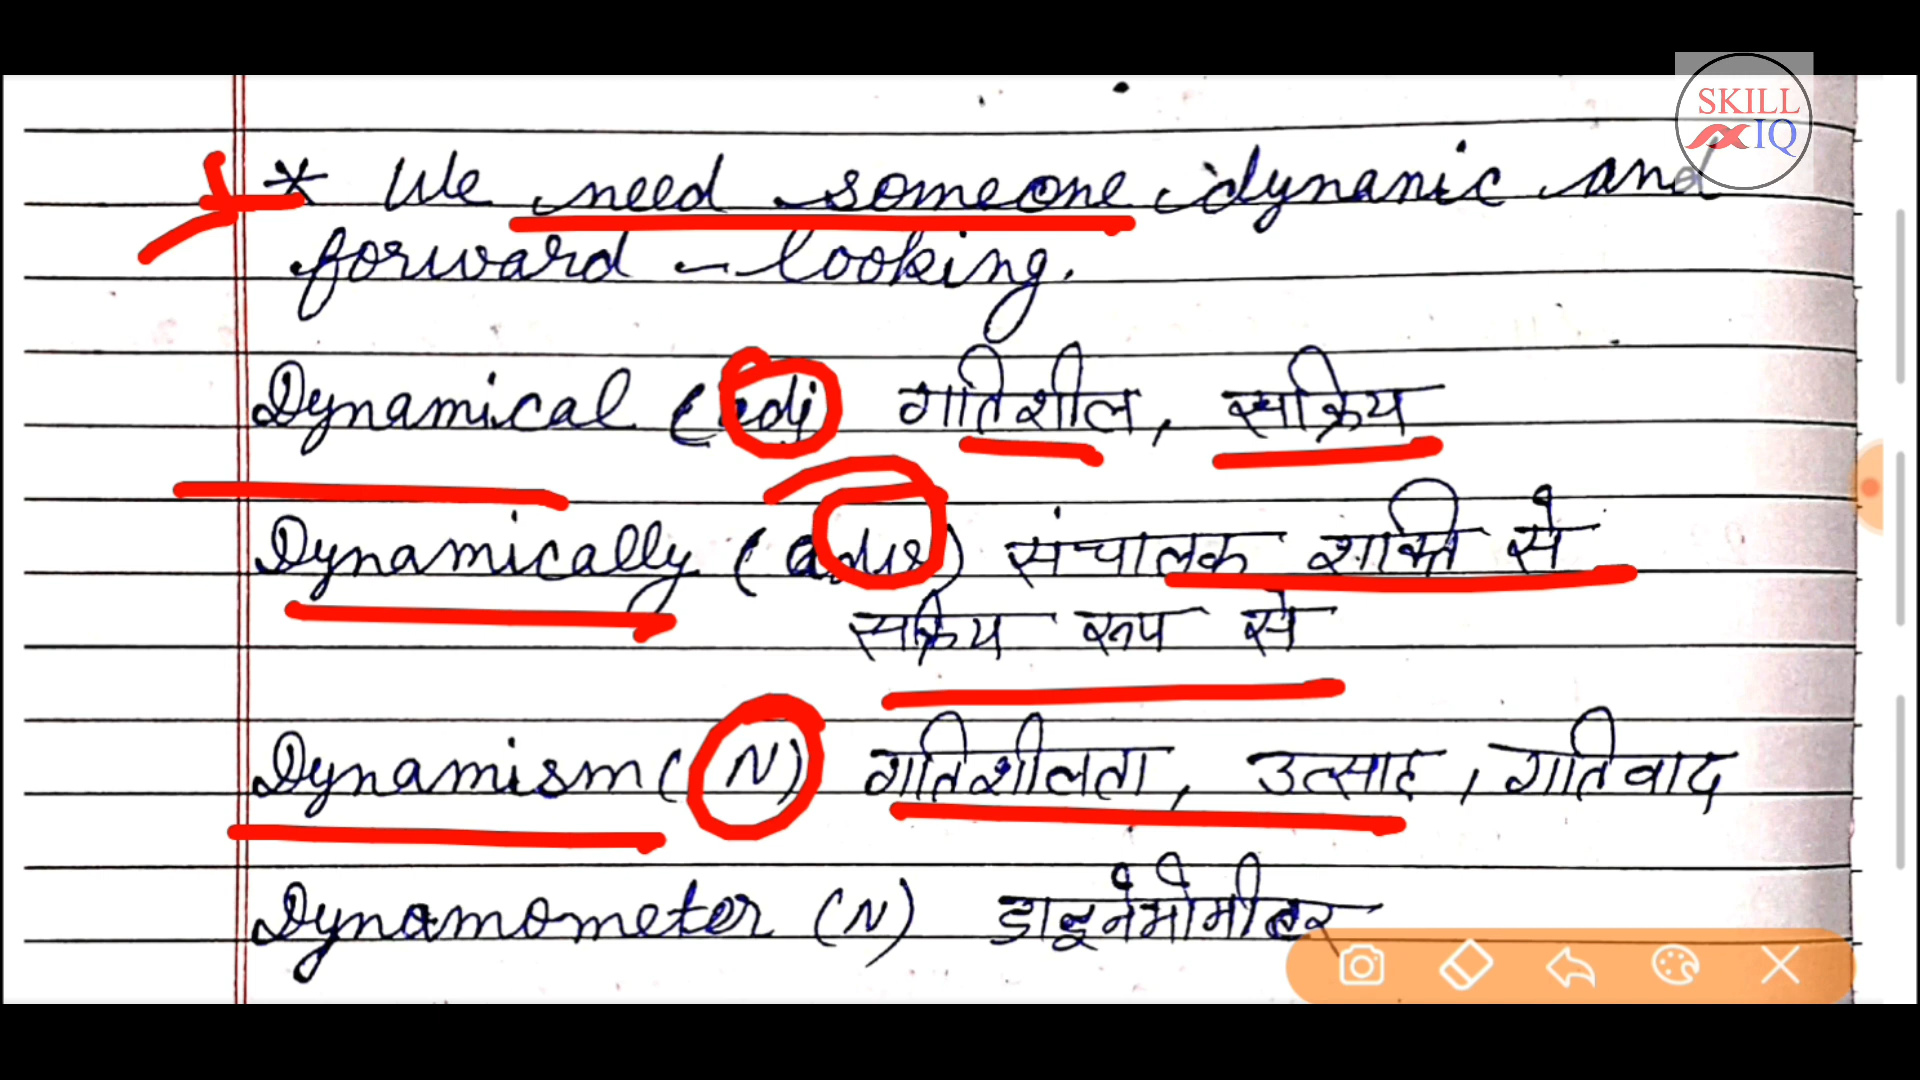 SKILL
IQ
* We need someone dynamic and
forward - looking.
Dynamical (adj गतिशील, सक्रिय
Dynamically (adv) संचालक शक्ति से
सक्रिय रूप से
Dynamism (N) गतिशीलता, उत्साह, गतिवाद
Dynamometer (N) डाइनेमोमीटर